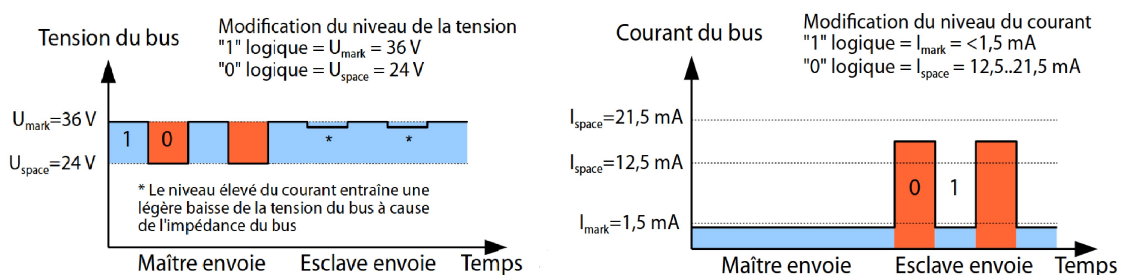 Tension du bus
Modification du niveau de la tension
"1" logique = Umark = 36 V
"0" logique = Uspace = 24 V
Umark=36 V
Uspace=24 V
1
0
*
*
* Le niveau élevé du courant entraîne une
légère baisse de la tension du bus à cause
de l'impédance du bus
Maître envoie
Esclave envoie
Temps
Courant du bus
Modification du niveau du courant
"1" logique = Imark = <1,5 mA
"0" logique = Ispace = 12,5..21,5 mA
Ispace=21,5 mA
Ispace=12,5 mA
Imark=1,5 mA
0
1
Maître envoie
Esclave envoie
Temps